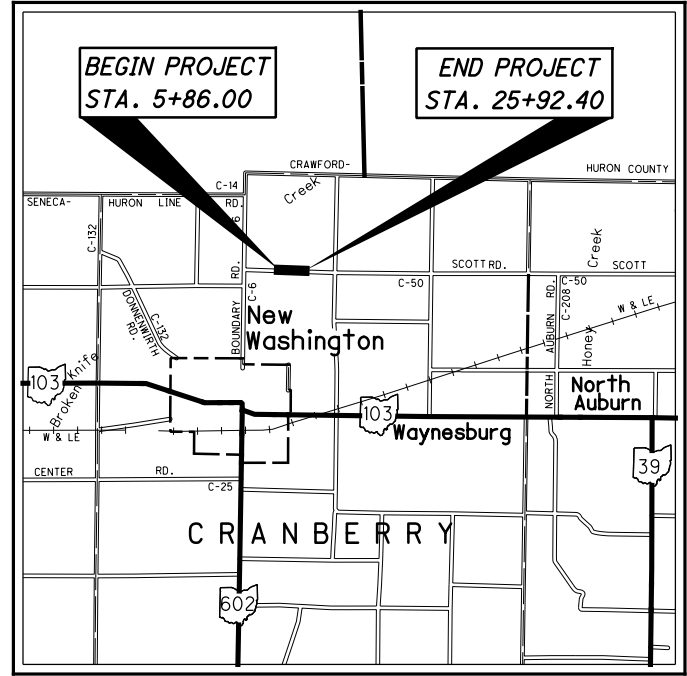 BEGIN PROJECT
STA. 5+86.00
END PROJECT
STA. 25+92.40
CRAWFORD-
HURON COUNTY
C-14
Creek
SENECA-
HURON LINE RD.
C-132
6
Creek
SCOTT RD.
SCOTT
RD.
C-50
C-50
C-6
C-208
W & LE
DONNENWIRTH
RD.
C-132
BOUNDARY
New
Washington
NORTH AUBURN RD.
Honey
Broken Knife
103
North
Auburn
103
Waynesburg
W & LE
39
CENTER RD.
C-25
CRANBERRY
602